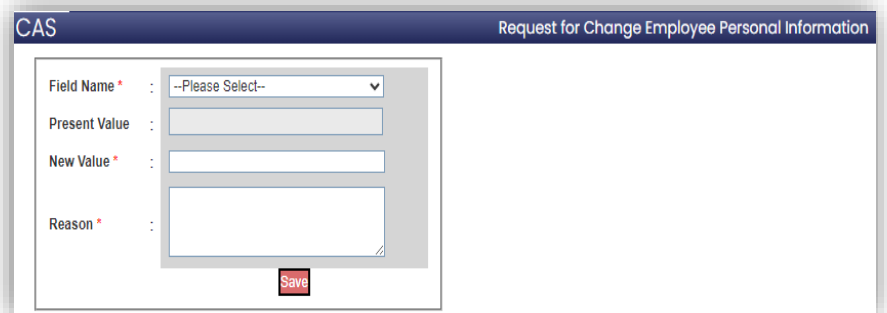 CAS Request for Change Employee Personal Information
Field Name * : --Please Select--
Present Value :
New Value * :
Reason * :
Save